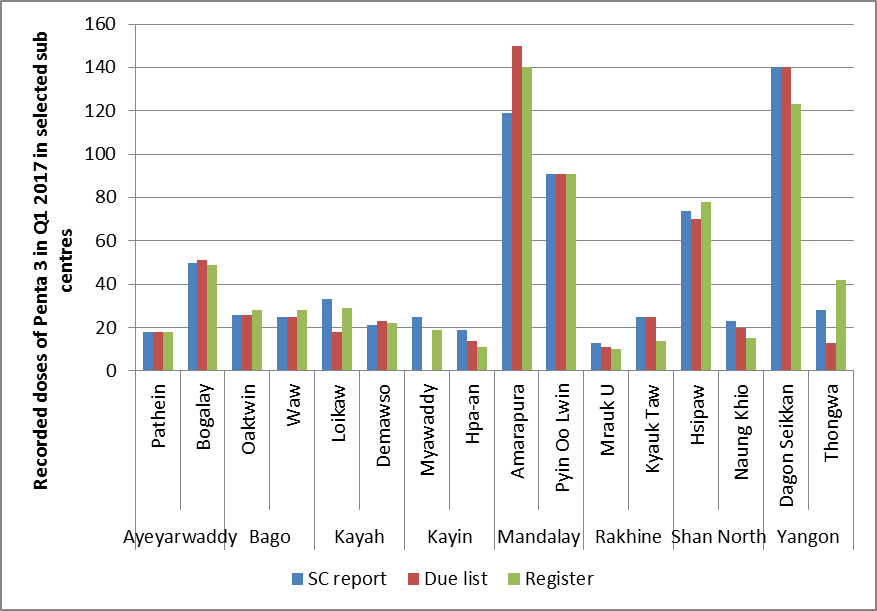 Recorded doses of Penta 3 in Q1 2017 in selected sub
centres
160
140
120
100
80
60
40
20
0
Pathein
Bogalay
Oaktwin
Waw
Loikaw
Demawso
Myawaddy
Hpa-an
Amarapura
Pyin Oo Lwin
Mrauk U
Kyauk Taw
Hsipaw
Naung Khio
Dagon Seikkan
Thongwa
Ayeyarwaddy Bago Kayah Kayin Mandalay Rakhine Shan North Yangon
SC report Due list Register